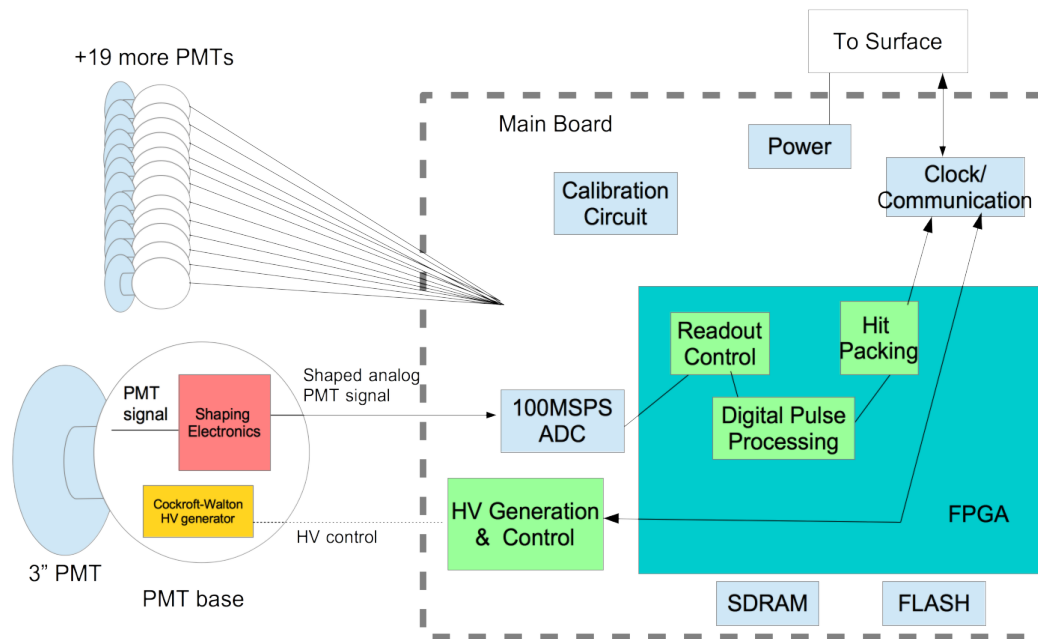 To Surface
+19 more PMTs
Main Board
Power
Calibration
Circuit
Clock/
Communication
Readout
Control
Hit
Packing
Shaped analog
PMT signal
PMT
signal
Shaping
Electronics
100MSPS
ADC
Digital Pulse
Processing
Cockroft-Walton
HV generator
HV control
HV Generation
& Control
FPGA
3” PMT
PMT base
SDRAM
FLASH